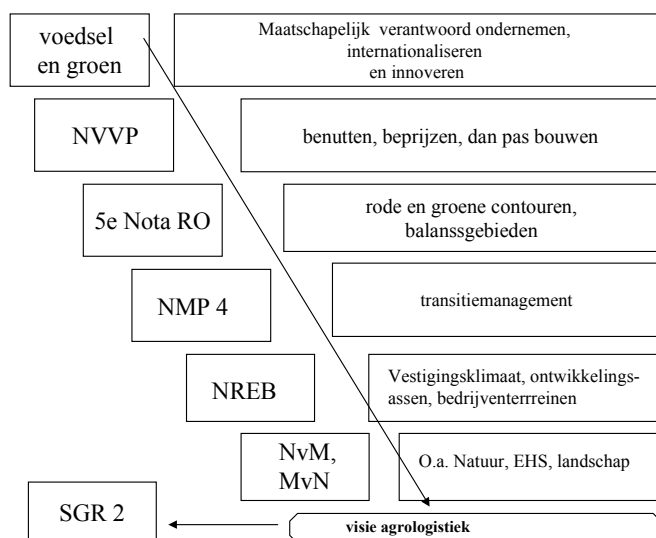 voedsel
en groen
Maatschapelijk verantwoord ondernemen,
internationaliseren
en innoveren
NVVP
benutten, beprijzen, dan pas bouwen
5e Nota RO
rode en groene contouren,
balanssgebieden
NMP 4
transitiemanagement
NREB
Vestigingsklimaat, ontwikkelings-
assen, bedrijventerrreinen
NvM,
MvN
O.a. Natuur, EHS, landschap
SGR 2
visie agrologistiek